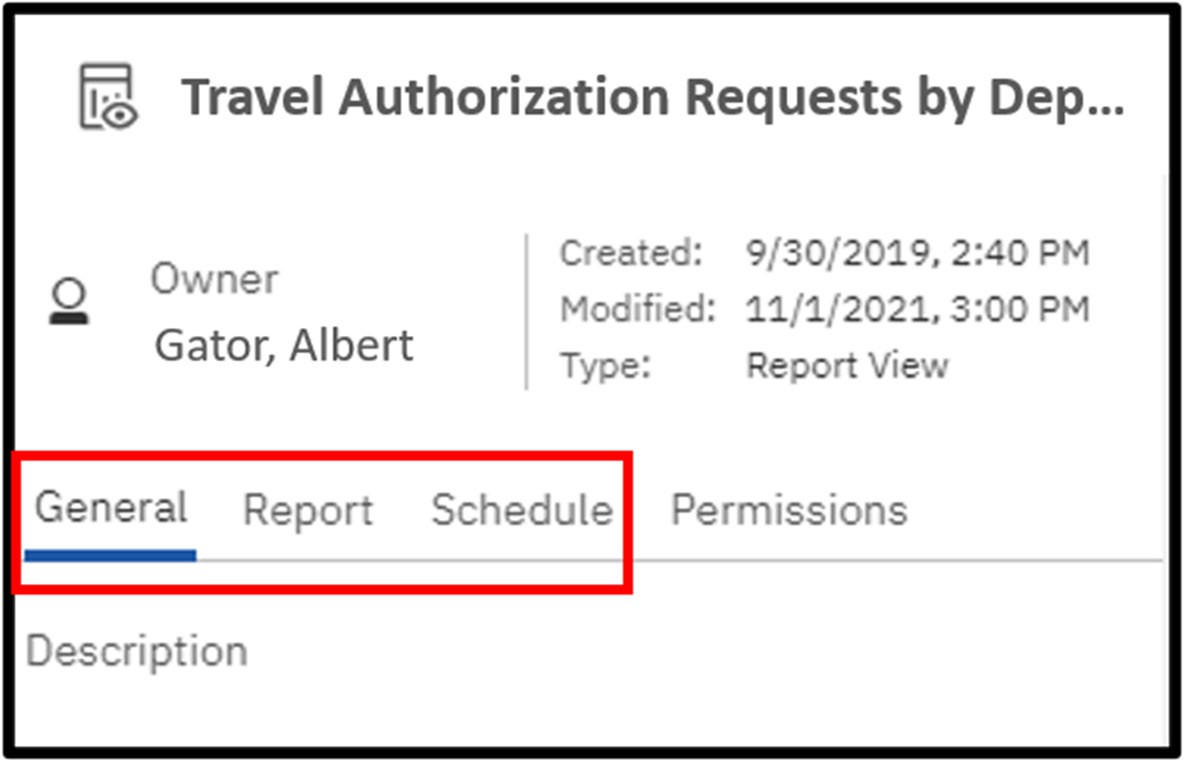 Travel Authorization Requests by Dep...
Owner
Gator, Albert
Created: 9/30/2019, 2:40 PM
Modified: 11/1/2021, 3:00 PM
Type: Report View
General Report Schedule Permissions
Description